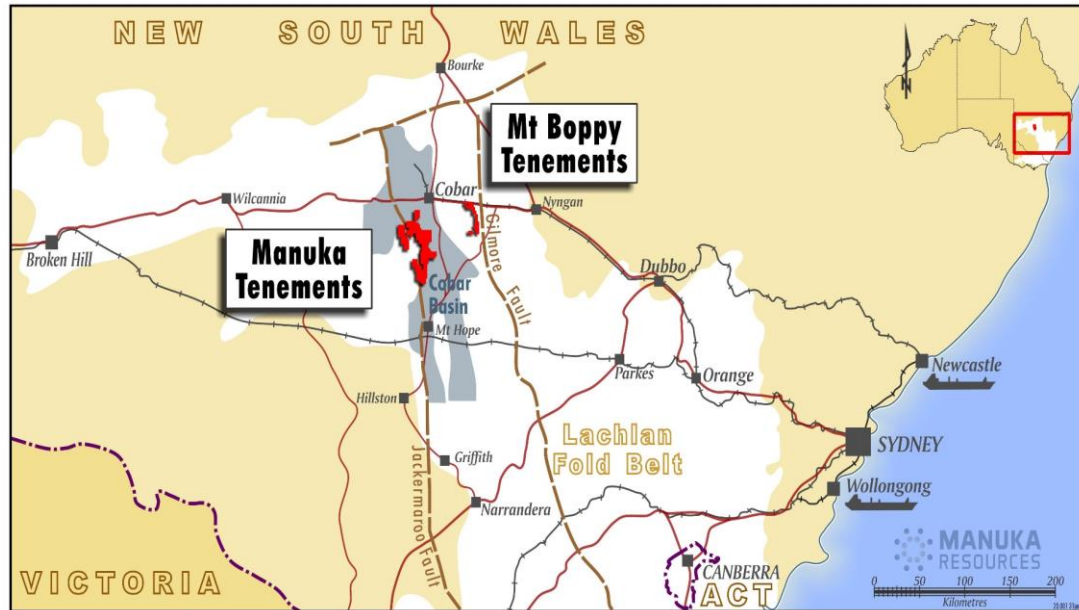 NEW SOUTH WALES
Bourke
N
Mt Boppy
Tenements
Wilcannia
Cobar
Nyngan
Broken Hill
Manuka
Tenements
Gilmore Fault
Cobar
Basin
Dubbo
Mt Hope
Parkes
Orange
Newcastle
Hillston
Lachlan
Fold Belt
SYDNEY
Griffith
Jackermaroo Fault
Narrandera
Wollongong
MANUKA
RESOURCES
CANBERRA
VICTORIA
ACT
0 50 100 150 200
Kilometres